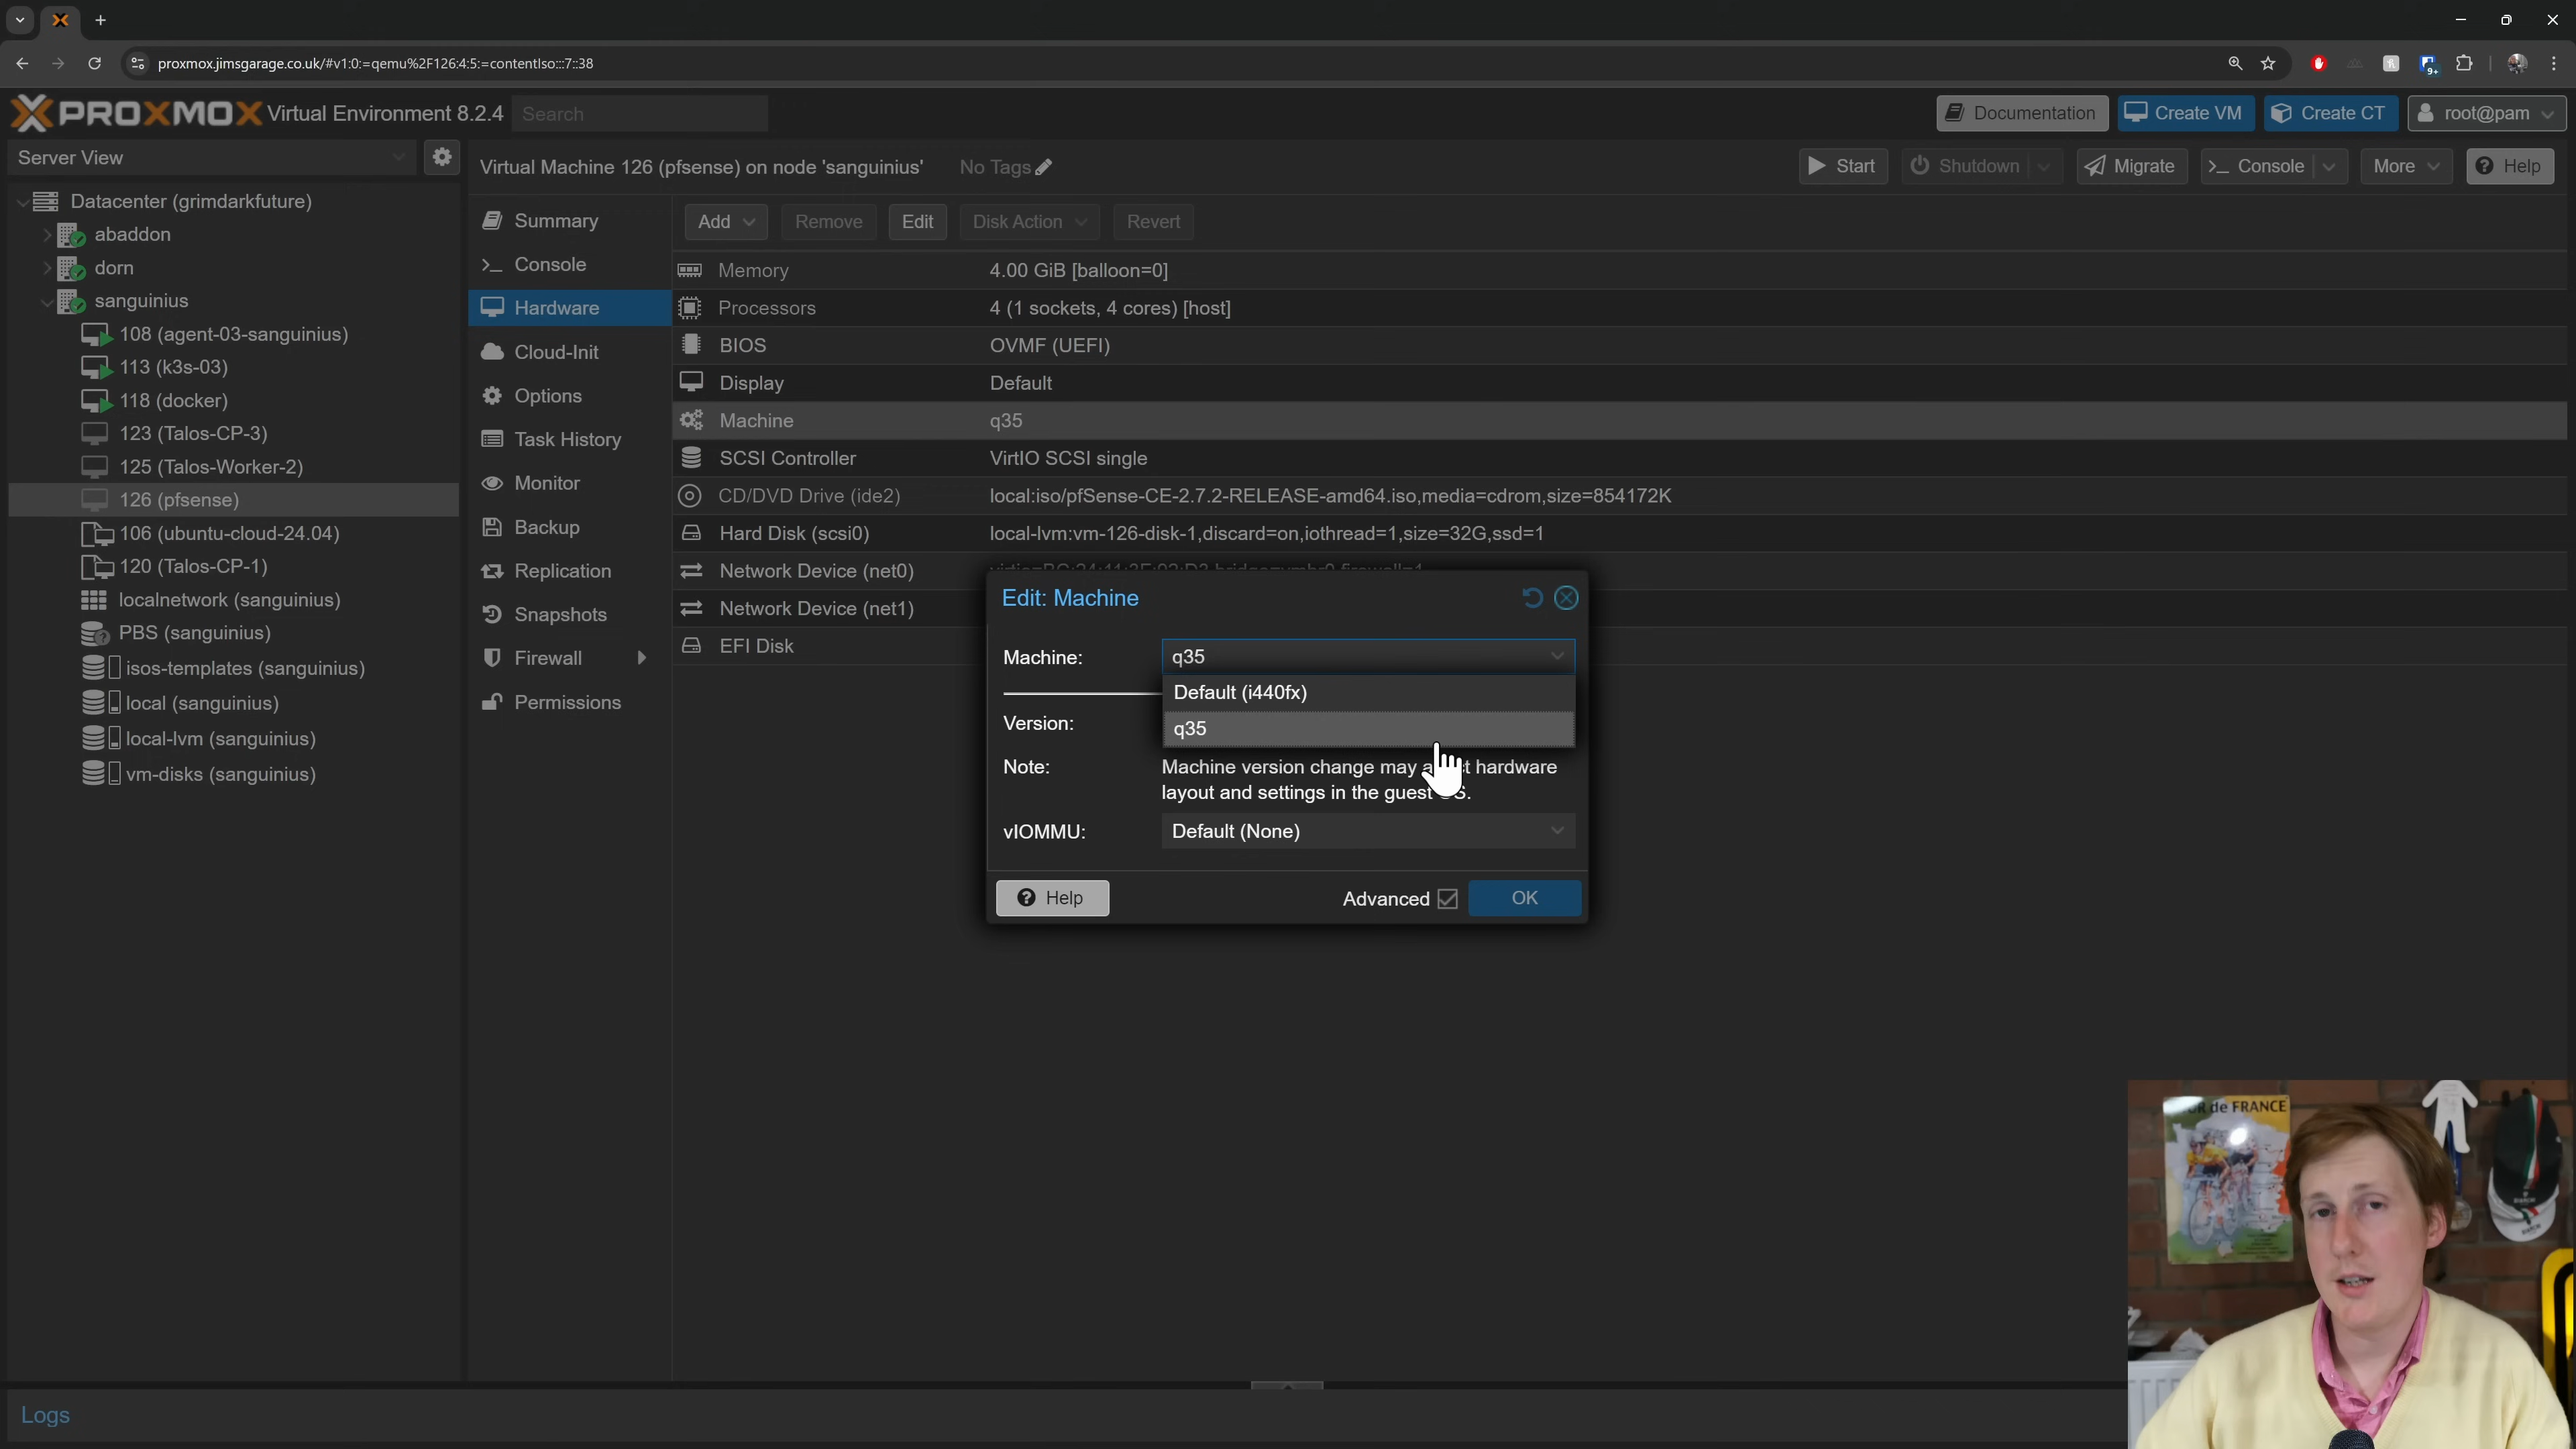 proxmox.jimsgarage.co.uk/#v1:0:=qemu%2F126:4:5:=contentIso:::7::38
PROXMOX Virtual Environment 8.2.4
Search
Documentation
Create VM
Create CT
root@pam
Server View
Virtual Machine 126 (pfsense) on node 'sanguinius'
No Tags
Start
Shutdown
Migrate
Console
More
Help
Datacenter (grimdarkfuture)
abaddon
dorn
sanguinius
108 (agent-03-sanguinius)
113 (k3s-03)
118 (docker)
123 (Talos-CP-3)
125 (Talos-Worker-2)
126 (pfsense)
106 (ubuntu-cloud-24.04)
120 (Talos-CP-1)
localnetwork (sanguinius)
PBS (sanguinius)
isos-templates (sanguinius)
local (sanguinius)
local-lvm (sanguinius)
vm-disks (sanguinius)
Summary
Console
Hardware
Cloud-Init
Options
Task History
Monitor
Backup
Replication
Snapshots
Firewall
Permissions
Add
Remove
Edit
Disk Action
Revert
Memory 4.00 GiB [balloon=0]
Processors 4 (1 sockets, 4 cores) [host]
BIOS OVMF (UEFI)
Display Default
Machine q35
SCSI Controller VirtIO SCSI single
CD/DVD Drive (ide2) local:iso/pfSense-CE-2.7.2-RELEASE-amd64.iso,media=cdrom,size=854172K
Hard Disk (scsi0) local-lvm:vm-126-disk-1,discard=on,iothread=1,size=32G,ssd=1
Network Device (net0)
Network Device (net1)
EFI Disk
Edit: Machine
Machine: q35
Default (i440fx)
q35
Version:
Note: Machine version change may hardware
layout and settings in the guest
vIOMMU: Default (None)
Help
Advanced
OK
Logs
9+
de FRANCE